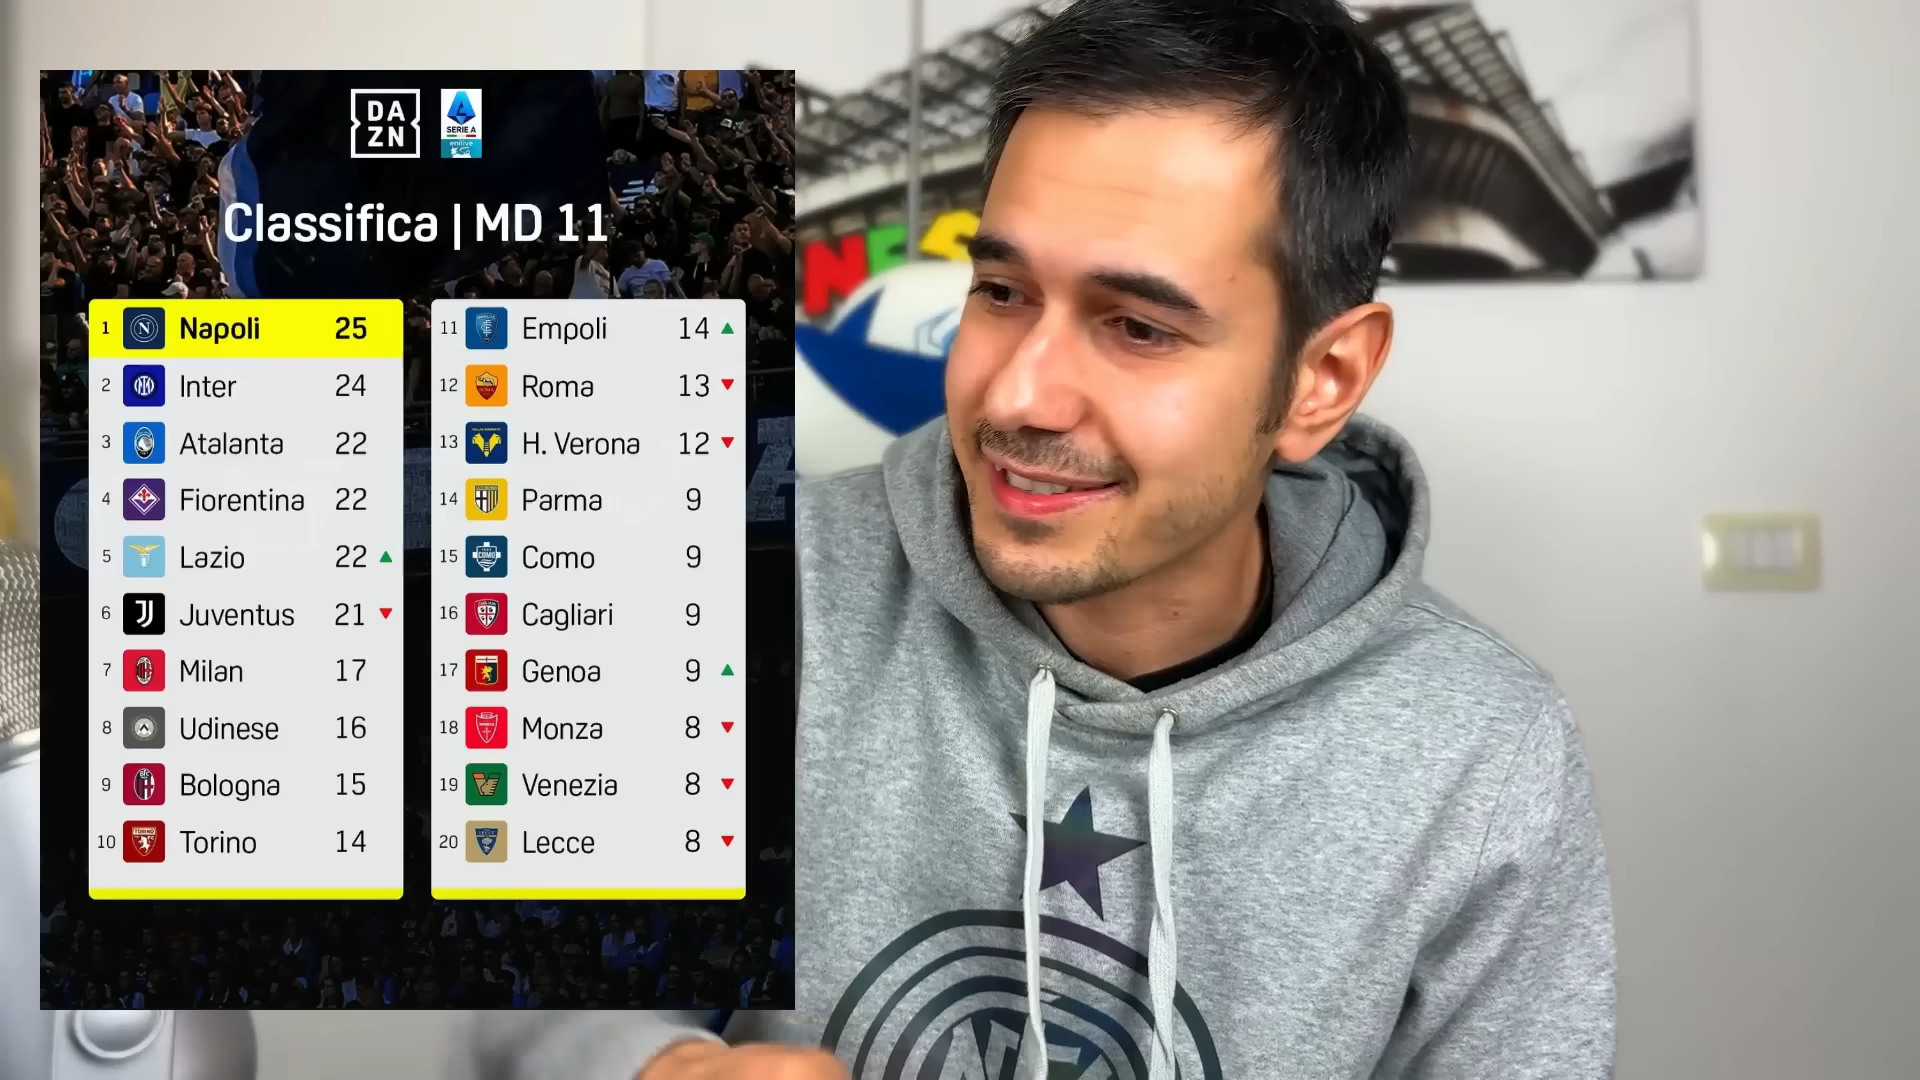 DA
ZN
SERIE A
enilive
Classifica | MD 11
1 Napoli 25
2 Inter 24
3 Atalanta 22
4 Fiorentina 22
5 Lazio 22
6 Juventus 21
7 Milan 17
8 Udinese 16
9 Bologna 15
10 Torino 14
11 Empoli 14
12 Roma 13
13 H. Verona 12
14 Parma 9
15 Como 9
16 Cagliari 9
17 Genoa 9
18 Monza 8
19 Venezia 8
20 Lecce 8